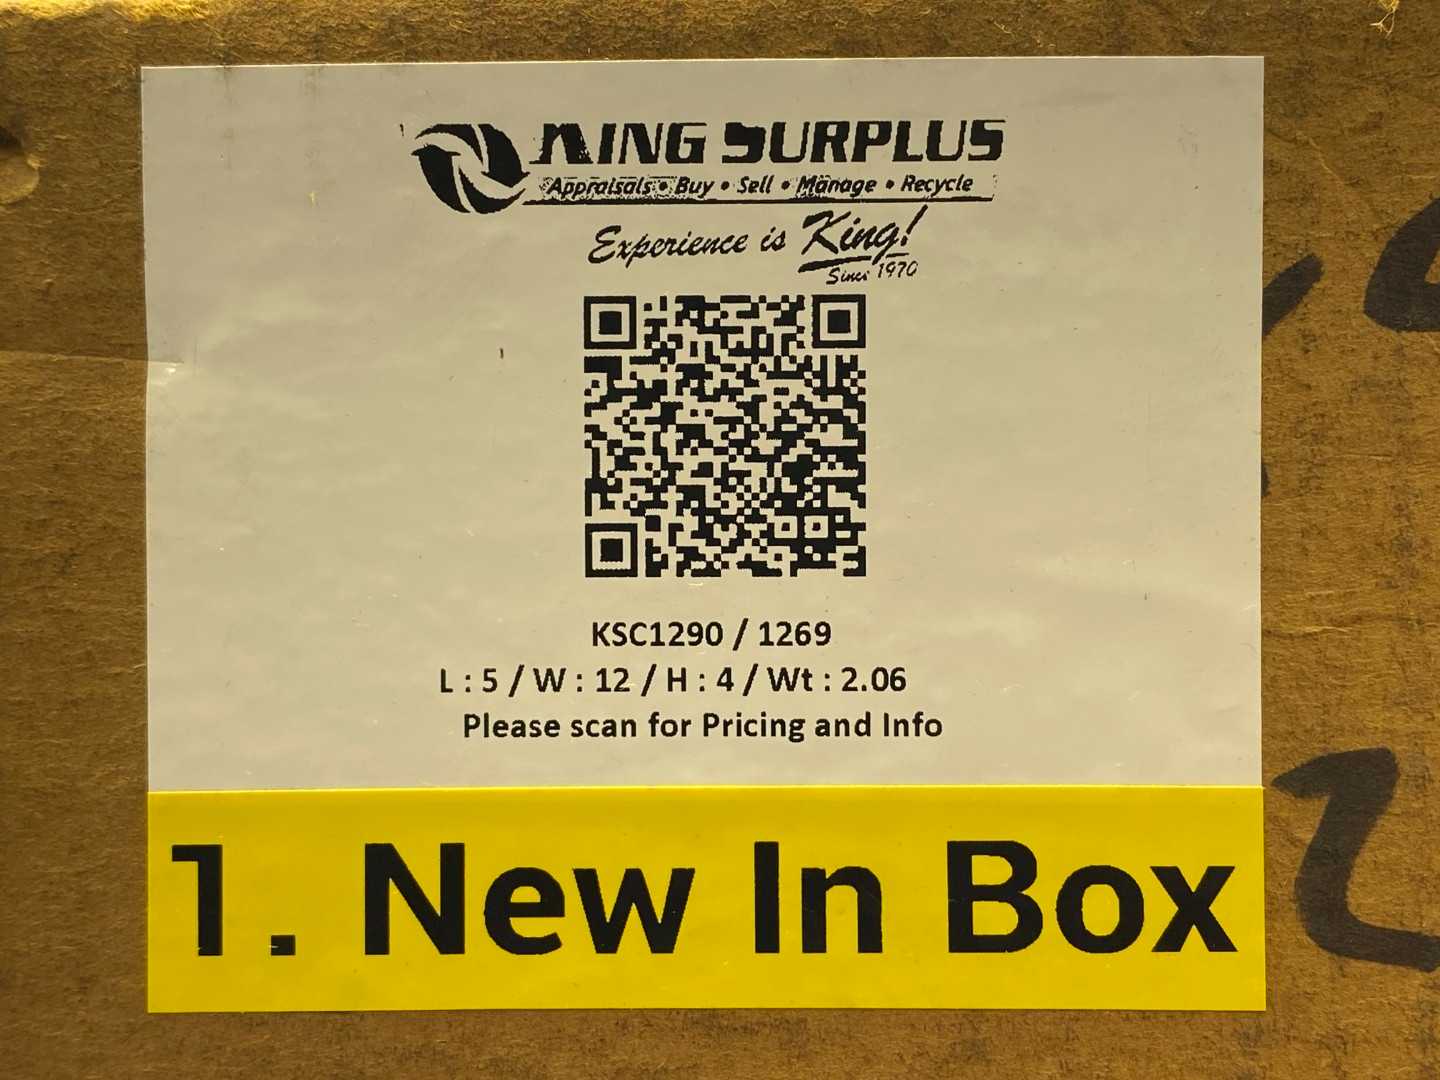 KING SURPLUS
Appraisals • Buy • Sell • Manage • Recycle
Experience is King!
Since 1970
KSC1290 / 1269
L : 5 / W : 12 / H : 4 / Wt : 2.06
Please scan for Pricing and Info
1. New In Box